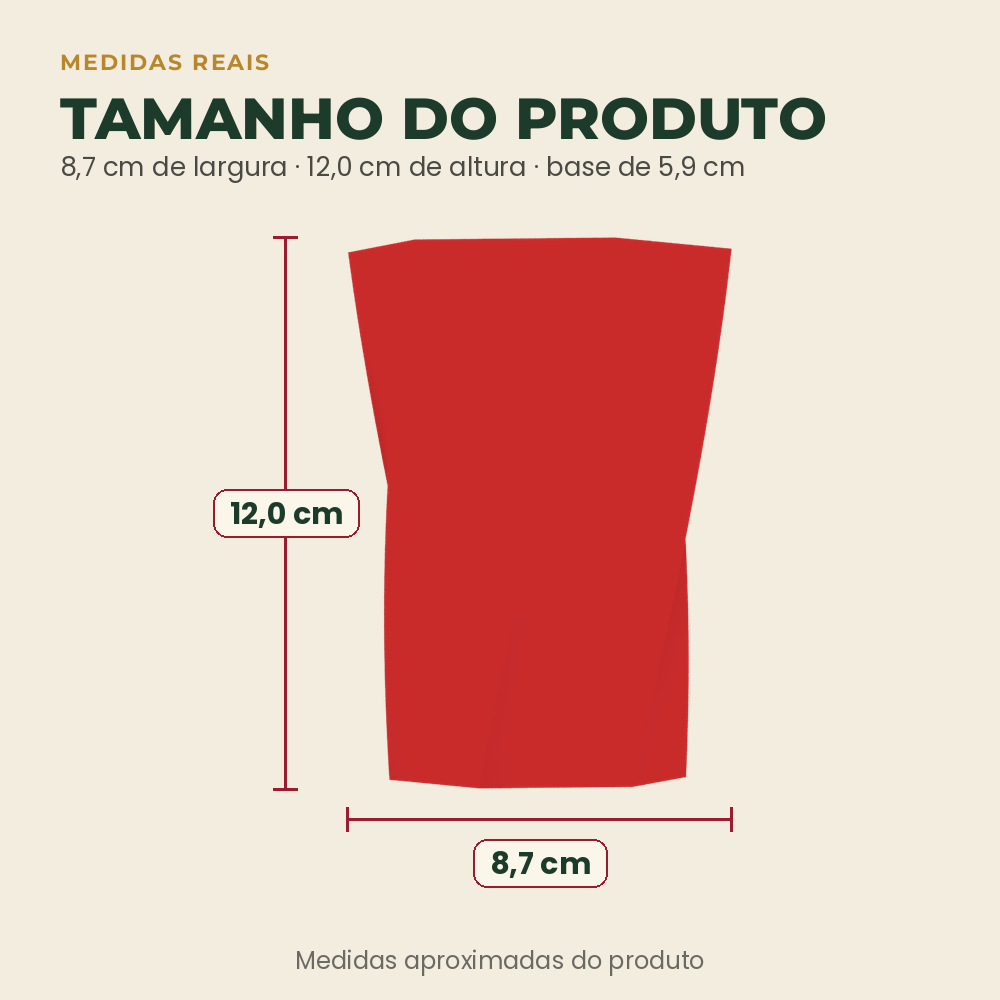 MEDIDAS REAIS
TAMANHO DO PRODUTO
8,7 cm de largura · 12,0 cm de altura · base de 5,9 cm
12,0 cm
8,7 cm
Medidas aproximadas do produto